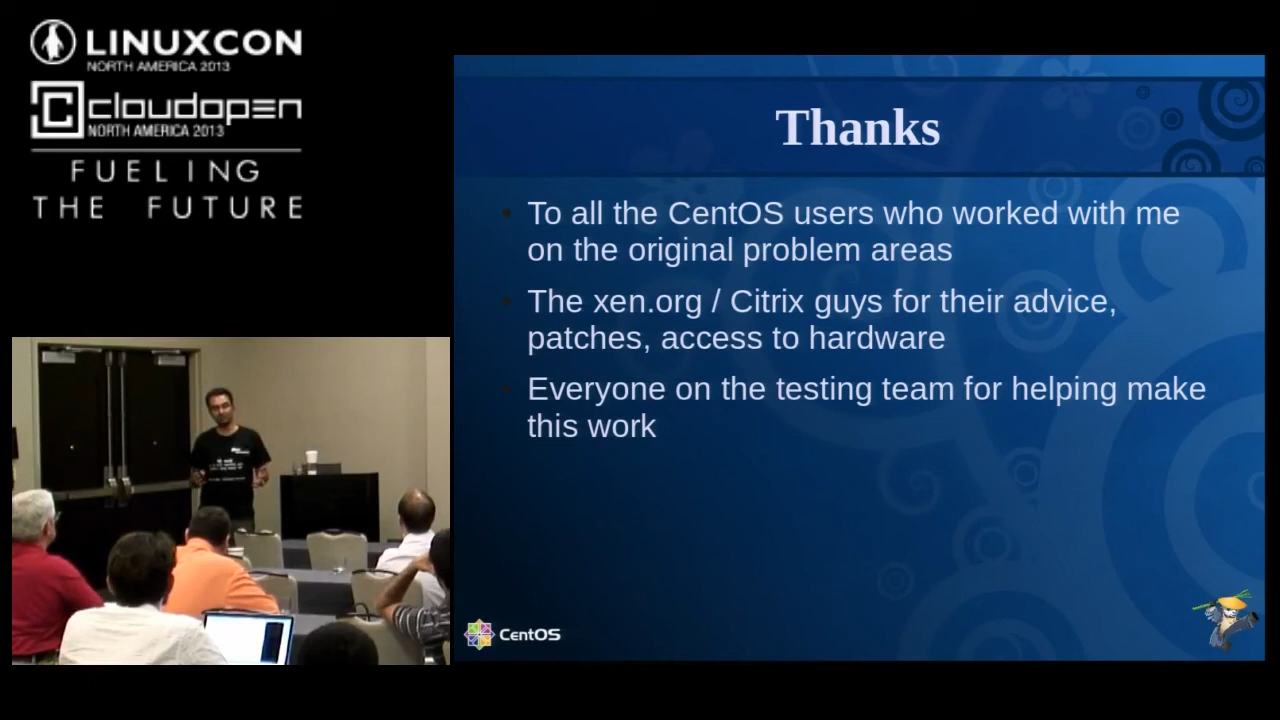 LINUXCON
NORTH AMERICA 2013
cloudopen
NORTH AMERICA 2013
FUELING
THE FUTURE
Thanks
To all the CentOS users who worked with me
on the original problem areas
The xen.org / Citrix guys for their advice,
patches, access to hardware
Everyone on the testing team for helping make
this work
CentOS